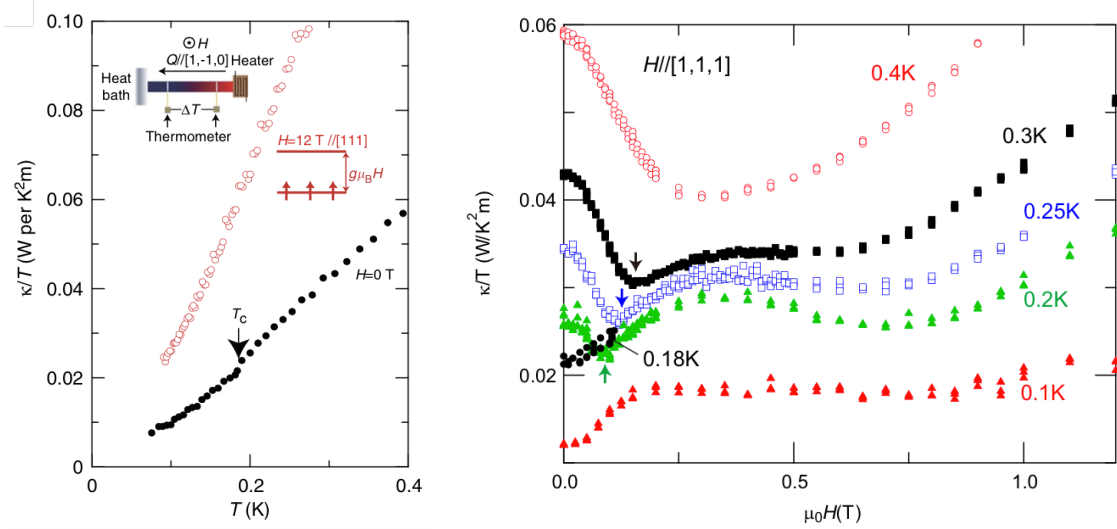 0.10
0.08
0.06
0.04
0.02
0
κ/T (W per K²m)
⊙H
Q//[1,-1,0] Heater
Heat
bath
ΔT
Thermometer
H=12 T //[111]
gμ_BH
H=0 T
T_c
0 0.2 0.4
T (K)
0.06
0.04
0.02
κ/T (W/K²m)
H//[1,1,1]
0.4K
0.3K
0.25K
0.2K
0.18K
0.1K
0.0 0.5 1.0
μ₀H(T)